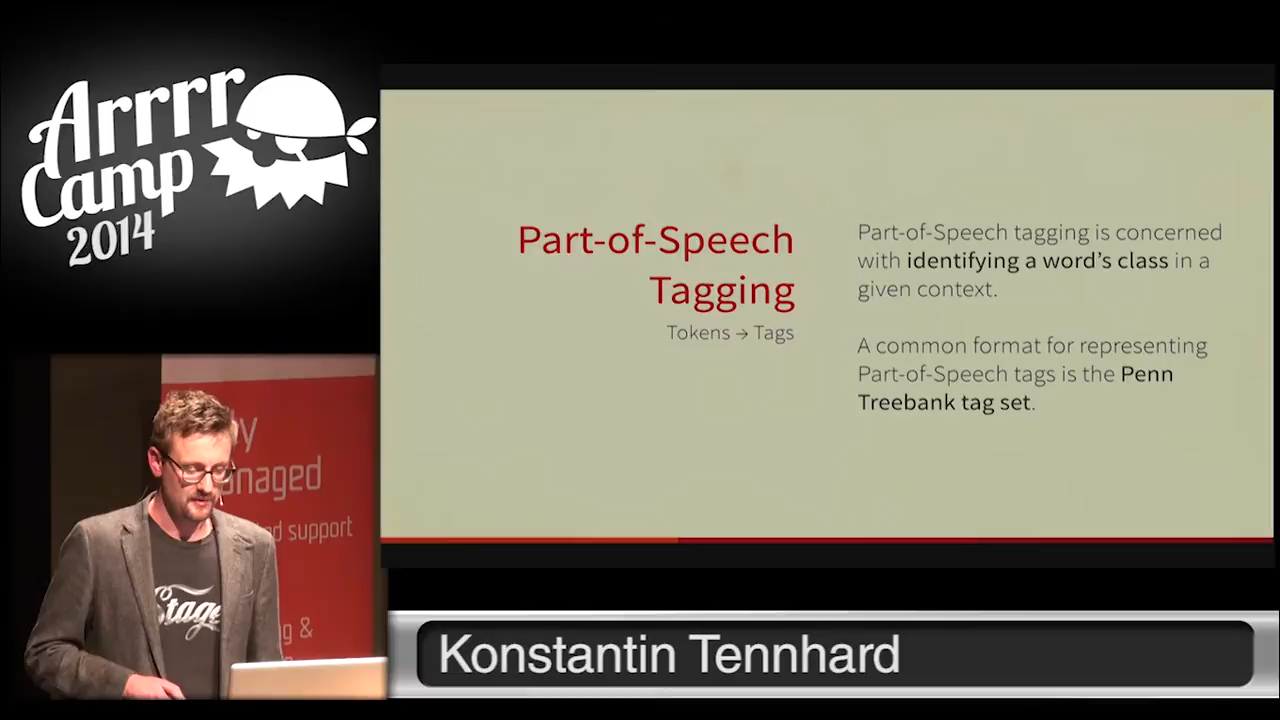 Arrrr
Camp
2014
Part-of-Speech
Tagging
Tokens → Tags
Part-of-Speech tagging is concerned
with identifying a word's class in a
given context.
A common format for representing
Part-of-Speech tags is the Penn
Treebank tag set.
support
&
Konstantin Tennhard